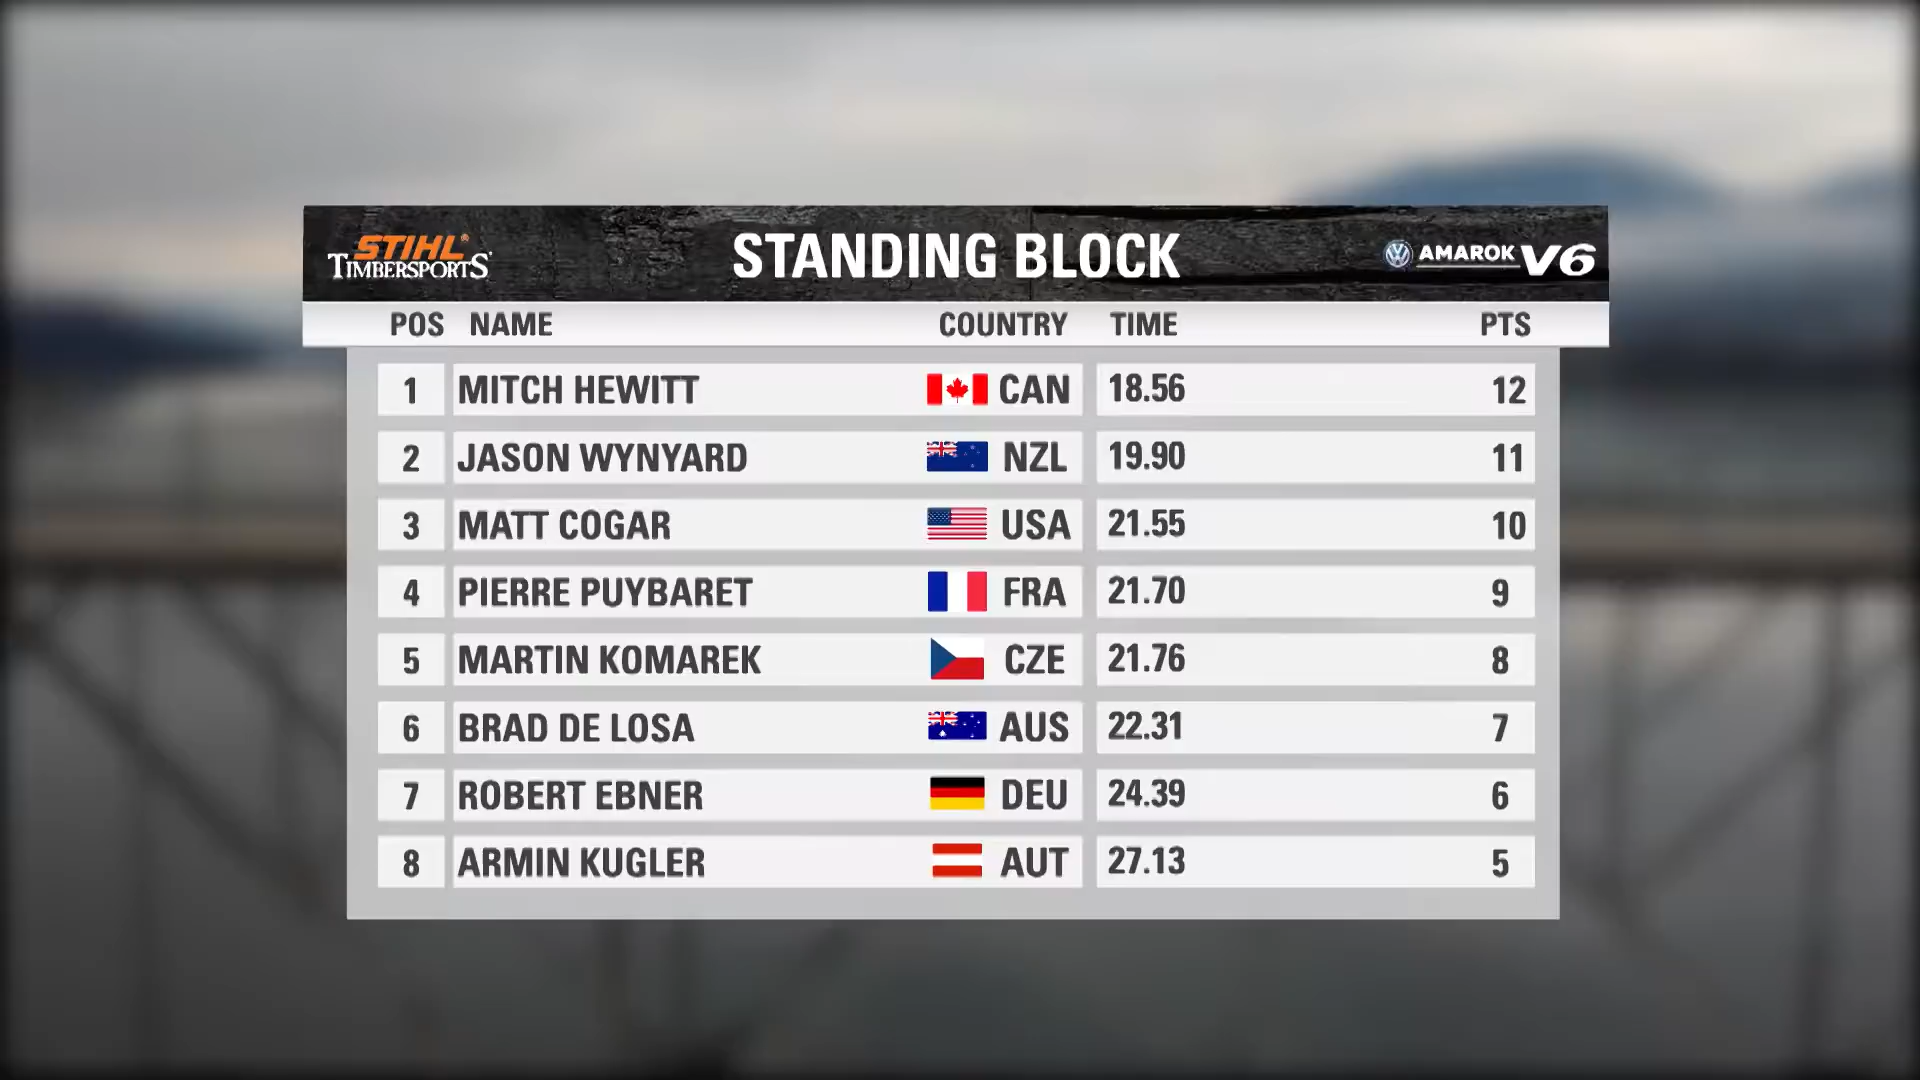 STIHL®
TIMBERSPORTS®
STANDING BLOCK
AMAROK V6
POS NAME COUNTRY TIME PTS
1 MITCH HEWITT CAN 18.56 12
2 JASON WYNYARD NZL 19.90 11
3 MATT COGAR USA 21.55 10
4 PIERRE PUYBARET FRA 21.70 9
5 MARTIN KOMAREK CZE 21.76 8
6 BRAD DE LOSA AUS 22.31 7
7 ROBERT EBNER DEU 24.39 6
8 ARMIN KUGLER AUT 27.13 5